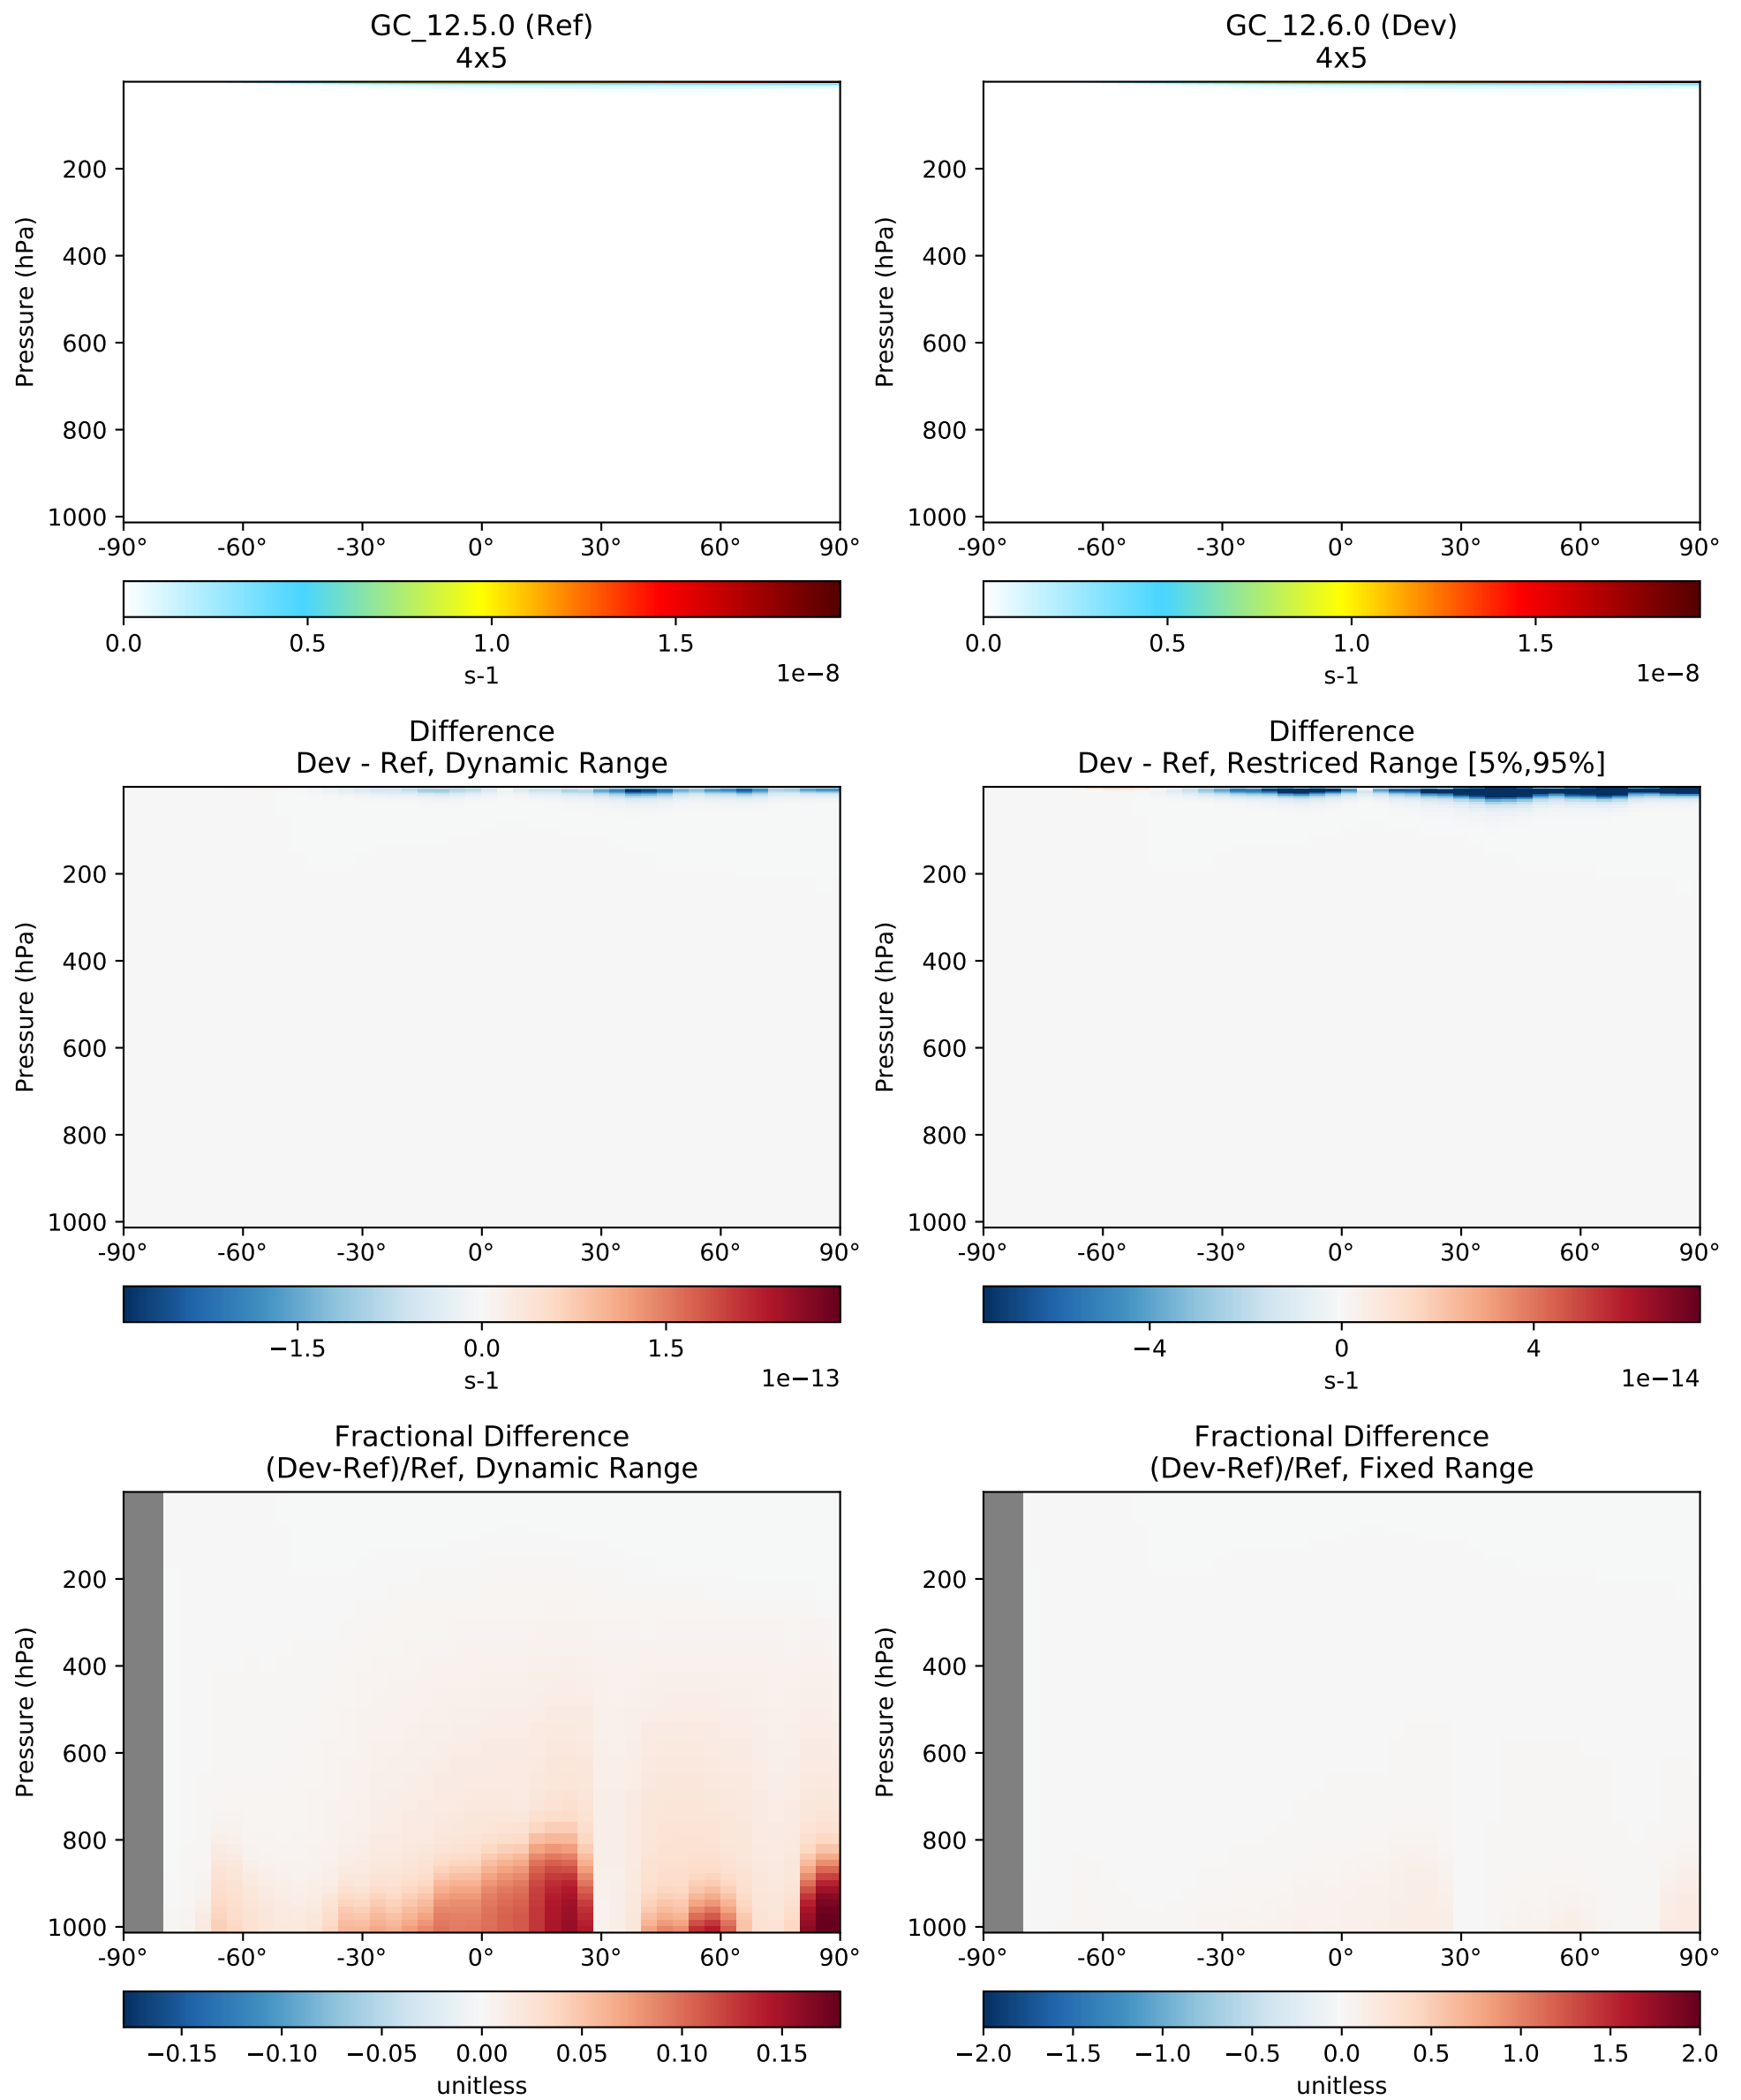 GC_12.5.0 (Ref)
4x5
Pressure (hPa)
200
400
600
800
1000
-90° -60° -30° 0° 30° 60° 90°
0.0 0.5 1.0 1.5
s-1
1e−8
GC_12.6.0 (Dev)
4x5
Pressure (hPa)
200
400
600
800
1000
-90° -60° -30° 0° 30° 60° 90°
0.0 0.5 1.0 1.5
s-1
1e−8
Difference
Dev - Ref, Dynamic Range
Pressure (hPa)
200
400
600
800
1000
-90° -60° -30° 0° 30° 60° 90°
−1.5 0.0 1.5
s-1
1e−13
Difference
Dev - Ref, Restriced Range [5%,95%]
Pressure (hPa)
200
400
600
800
1000
-90° -60° -30° 0° 30° 60° 90°
−4 0 4
s-1
1e−14
Fractional Difference
(Dev-Ref)/Ref, Dynamic Range
Pressure (hPa)
200
400
600
800
1000
-90° -60° -30° 0° 30° 60° 90°
−0.15 −0.10 −0.05 0.00 0.05 0.10 0.15
unitless
Fractional Difference
(Dev-Ref)/Ref, Fixed Range
Pressure (hPa)
200
400
600
800
1000
-90° -60° -30° 0° 30° 60° 90°
−2.0 −1.5 −1.0 −0.5 0.0 0.5 1.0 1.5 2.0
unitless